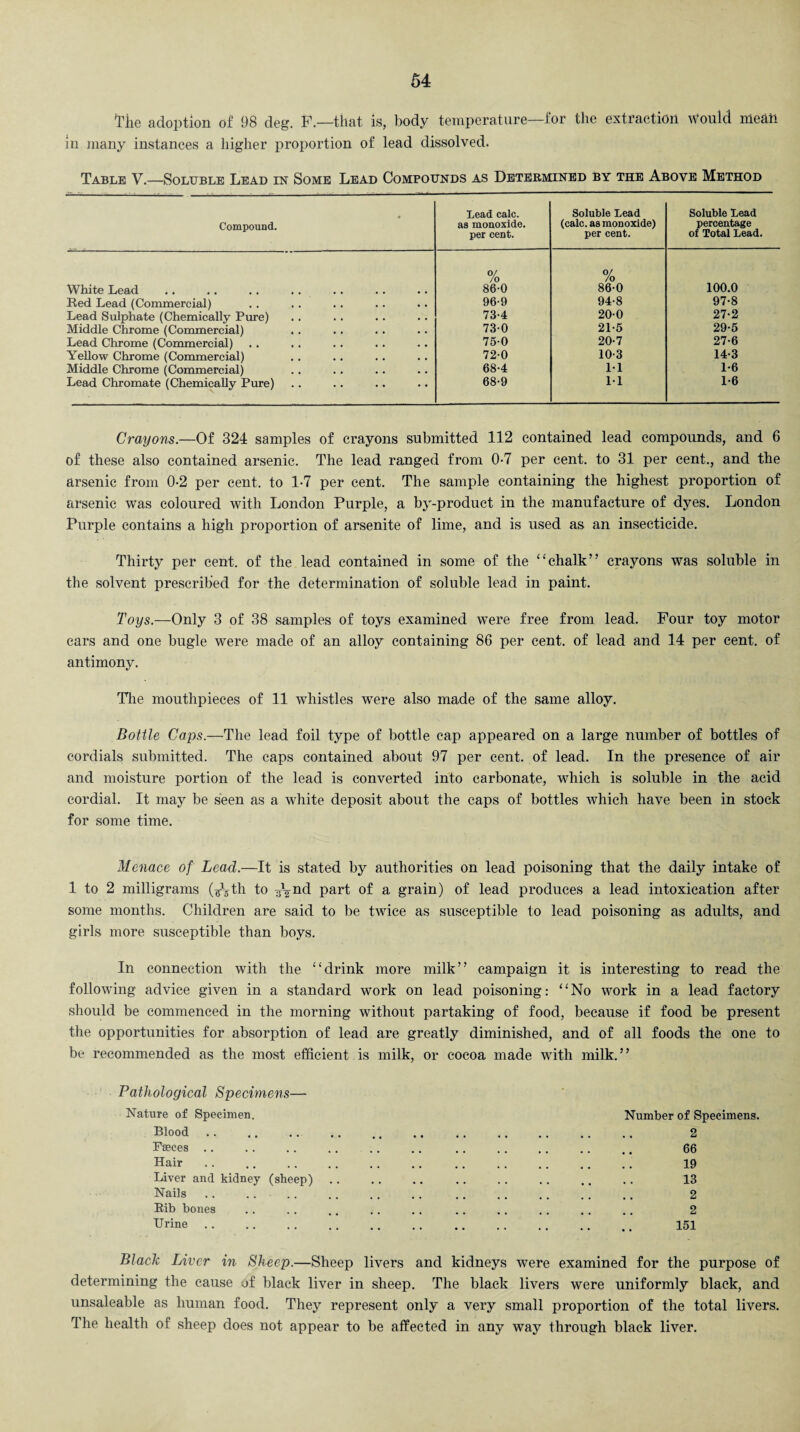 54
The adoption of 98 deg. F.—that is, body temperature—for the extraction would mean
in many instances a higher proportion of lead dissolved.
Table V.—Soluble Lead in Some Lead Compounds as Determined by the Above Method
Compound. Lead calc. as monoxide. per cent. Soluble Lead (calc. as monoxide) per cent. Soluble Lead percentage of Total Lead.
% %
White Lead .. .. .. .. .. .. .. 86·0 86·0 100.0
Red Lead (Commercial) .. .. .. .. .. 96·9 94·8 97·8
Lead Sulphate (Chemically Pure) .. .. .. .. 73·4 20·0 27·2
Middle Chrome (Commercial) .. .. .. .. 73·0 21·5 29·5
Lead Chrome (Commercial) .. .. .. .. .. 75·0 20·7 27·6
Yellow Chrome (Commercial) .. .. .. .. 72·0 10·3 14·3
Middle Chrome (Commercial) .. .. .. .. 68·4 1·1 1·6
Lead Chromate (Chemically Pure) .. .. .. .. 68·9 1·1 1·6
Crayons.—Of 324 samples of crayons submitted 112 contained lead compounds, and 6
of these also contained arsenic. The lead ranged from 0·7 per cent. to 31 per cent., and the
arsenic from 0·2 per cent. to 1·7 per cent. The sample containing the highest proportion of
arsenic was coloured with London Purple, a by-product in the manufacture of dyes. London
Purple contains a high proportion of arsenite of lime, and is used as an insecticide.
Thirty per cent. of the lead contained in some of the "chalk" crayons was soluble in
the solvent prescribed for the determination of soluble lead in paint.
Toys.—Only 3 of 38 samples of toys examined were free from lead. Four toy motor
cars and one bugle were made of an alloy containing 86 per cent. of lead and 14 per cent. of
antimony.
The mouthpieces of 11 whistles were also made of the same alloy.
Bottle Caps.—The lead foil type of bottle cap appeared on a large number of bottles of
cordials submitted. The caps contained about 97 per cent. of lead. In the presence of air
and moisture portion of the lead is converted into carbonate, which is soluble in the acid
cordial. It may be seen as a white deposit about the caps of bottles which have been in stock
for some time.
Menace of Lead.—It is stated by authorities on lead poisoning that the daily intake of
1 to 2 milligrams (1/65th to 1/32nd part of a grain) of lead produces a lead intoxication after
some months. Children are said to be twice as susceptible to lead poisoning as adults, and
girls more susceptible than boys.
In connection with the "drink more milk" campaign it is interesting to read the
following advice given in a standard work on lead poisoning: "No work in a lead factory
should be commenced in the morning without partaking of food, because if food be present
the opportunities for absorption of lead are greatly diminished, and of all foods the one to
be recommended as the most efficient is milk, or cocoa made with milk."
Pathological Specimens—
Nature of Specimen. Number of Specimens.
Blood .. .. .. .. .. .. .. .. .. .. .. 2
Fæces .. .. .. .. .. .. .. .. .. .. .. 66
Hair .. .. .. .. .. .. .. .. .. .. .. 19
Liver and kidney (sheep) .. .. .. .. .. .. .. .. 13
Nails .. .. .. .. .. .. .. .. .. .. .. 2
Rib bones .. .. .. .. .. .. .. .. .. .. 2
Urine .. .. .. .. .. .. .. .. .. .. .. 151
Black Liver in Sheep.—Sheep livers and kidneys were examined for the purpose of
determining the cause of black liver in sheep. The black livers were uniformly black, and
unsaleable as human food. They represent only a very small proportion of the total livers.
The health of sheep does not appear to be affected in any way through black liver.